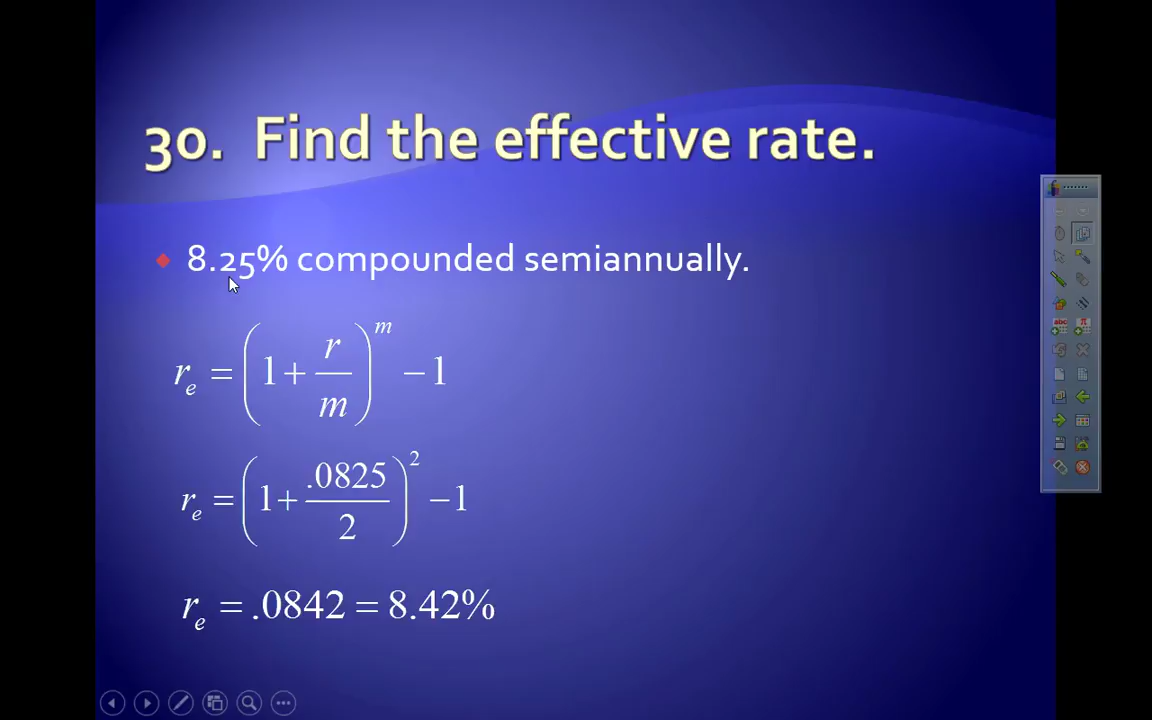 30. Find the effective rate.
8.25% compounded semiannually.
r_e = (1 + r/m)^m − 1
r_e = (1 + .0825/2)^2 − 1
r_e = .0842 = 8.42%